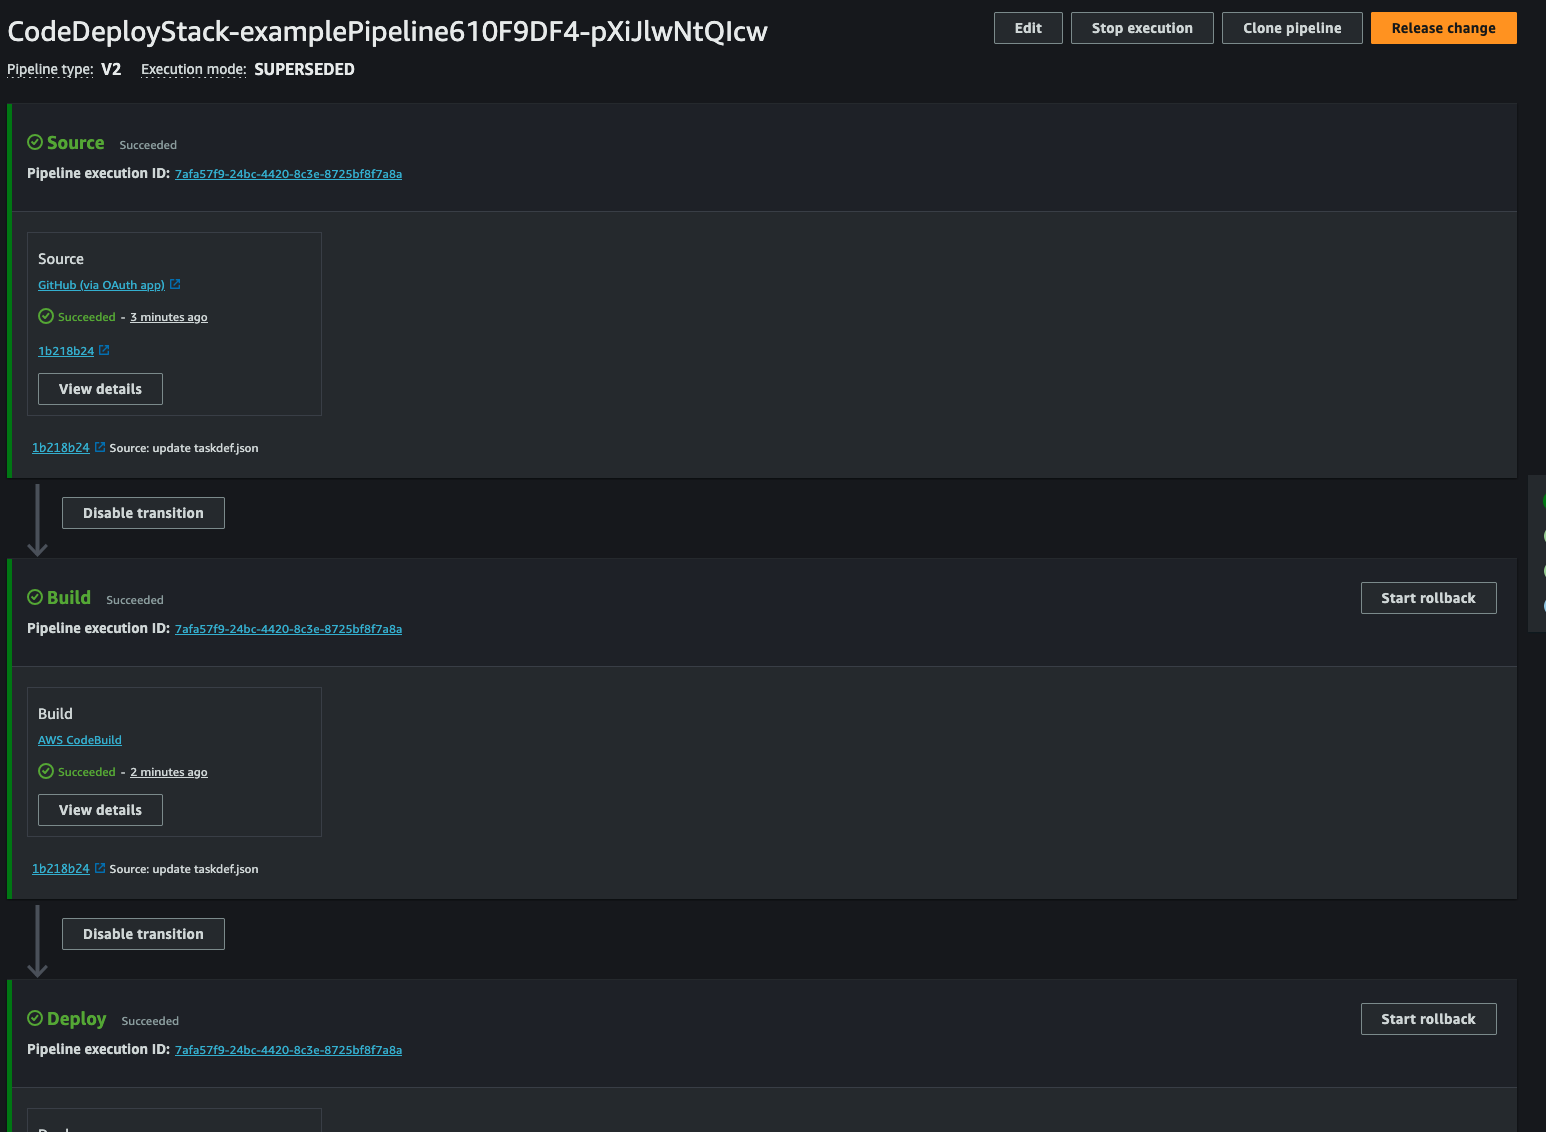 CodeDeployStack-examplePipeline610F9DF4-pXiJlwNtQIcw
Edit
Stop execution
Clone pipeline
Release change
Pipeline type: V2 Execution mode: SUPERSEDED
Source Succeeded
Pipeline execution ID: 7afa57f9-24bc-4420-8c3e-8725bf8f7a8a
Source
GitHub (via OAuth app)
Succeeded - 3 minutes ago
1b218b24
View details
1b218b24 Source: update taskdef.json
Disable transition
Build Succeeded
Start rollback
Pipeline execution ID: 7afa57f9-24bc-4420-8c3e-8725bf8f7a8a
Build
AWS CodeBuild
Succeeded - 2 minutes ago
View details
1b218b24 Source: update taskdef.json
Disable transition
Deploy Succeeded
Start rollback
Pipeline execution ID: 7afa57f9-24bc-4420-8c3e-8725bf8f7a8a